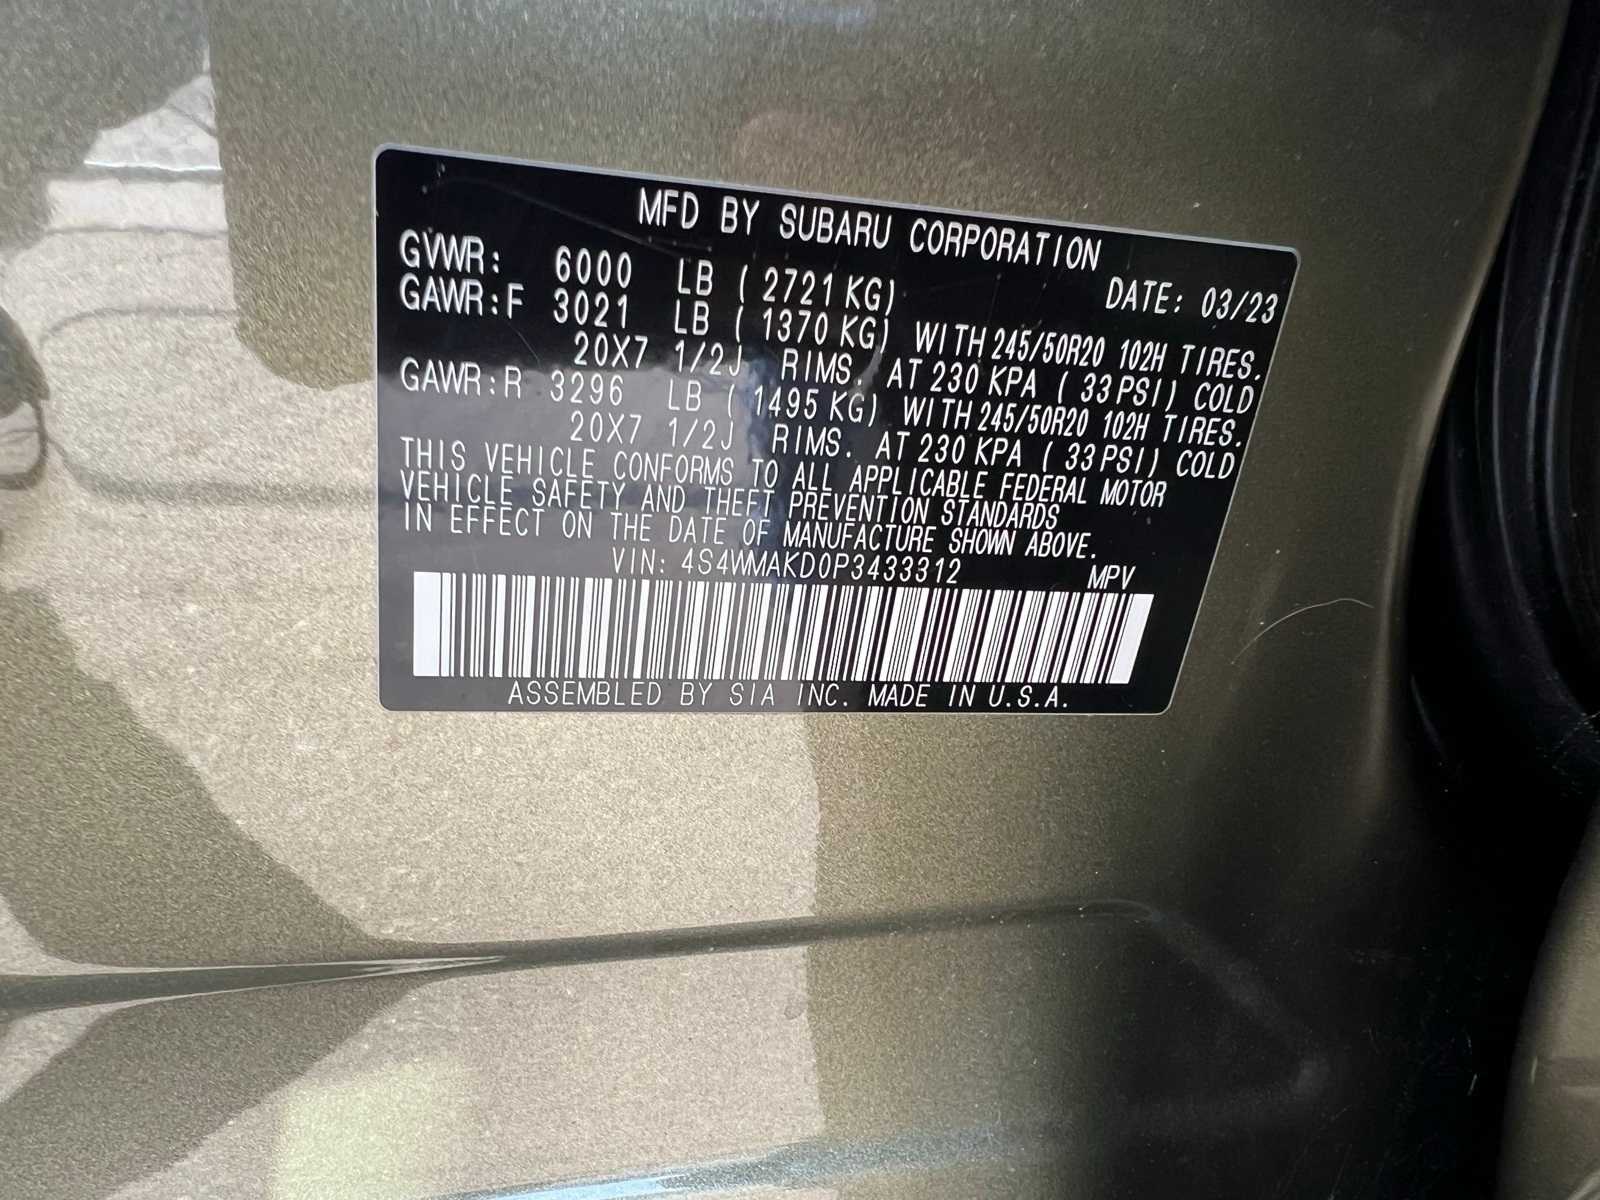 MFD BY SUBARU CORPORATION
GVWR: 6000 LB ( 2721 KG) DATE: 03/23
GAWR:F 3021 LB ( 1370 KG) WITH 245/50R20 102H TIRES.
20X7 1/2J RIMS. AT 230 KPA ( 33 PSI) COLD
GAWR:R 3296 LB ( 1495 KG) WITH 245/50R20 102H TIRES.
20X7 1/2J RIMS. AT 230 KPA ( 33 PSI) COLD
THIS VEHICLE CONFORMS TO ALL APPLICABLE FEDERAL MOTOR
VEHICLE SAFETY AND THEFT PREVENTION STANDARDS
IN EFFECT ON THE DATE OF MANUFACTURE SHOWN ABOVE.
VIN: 4S4WMAKD0P3433312 MPV
ASSEMBLED BY SIA INC. MADE IN U.S.A.